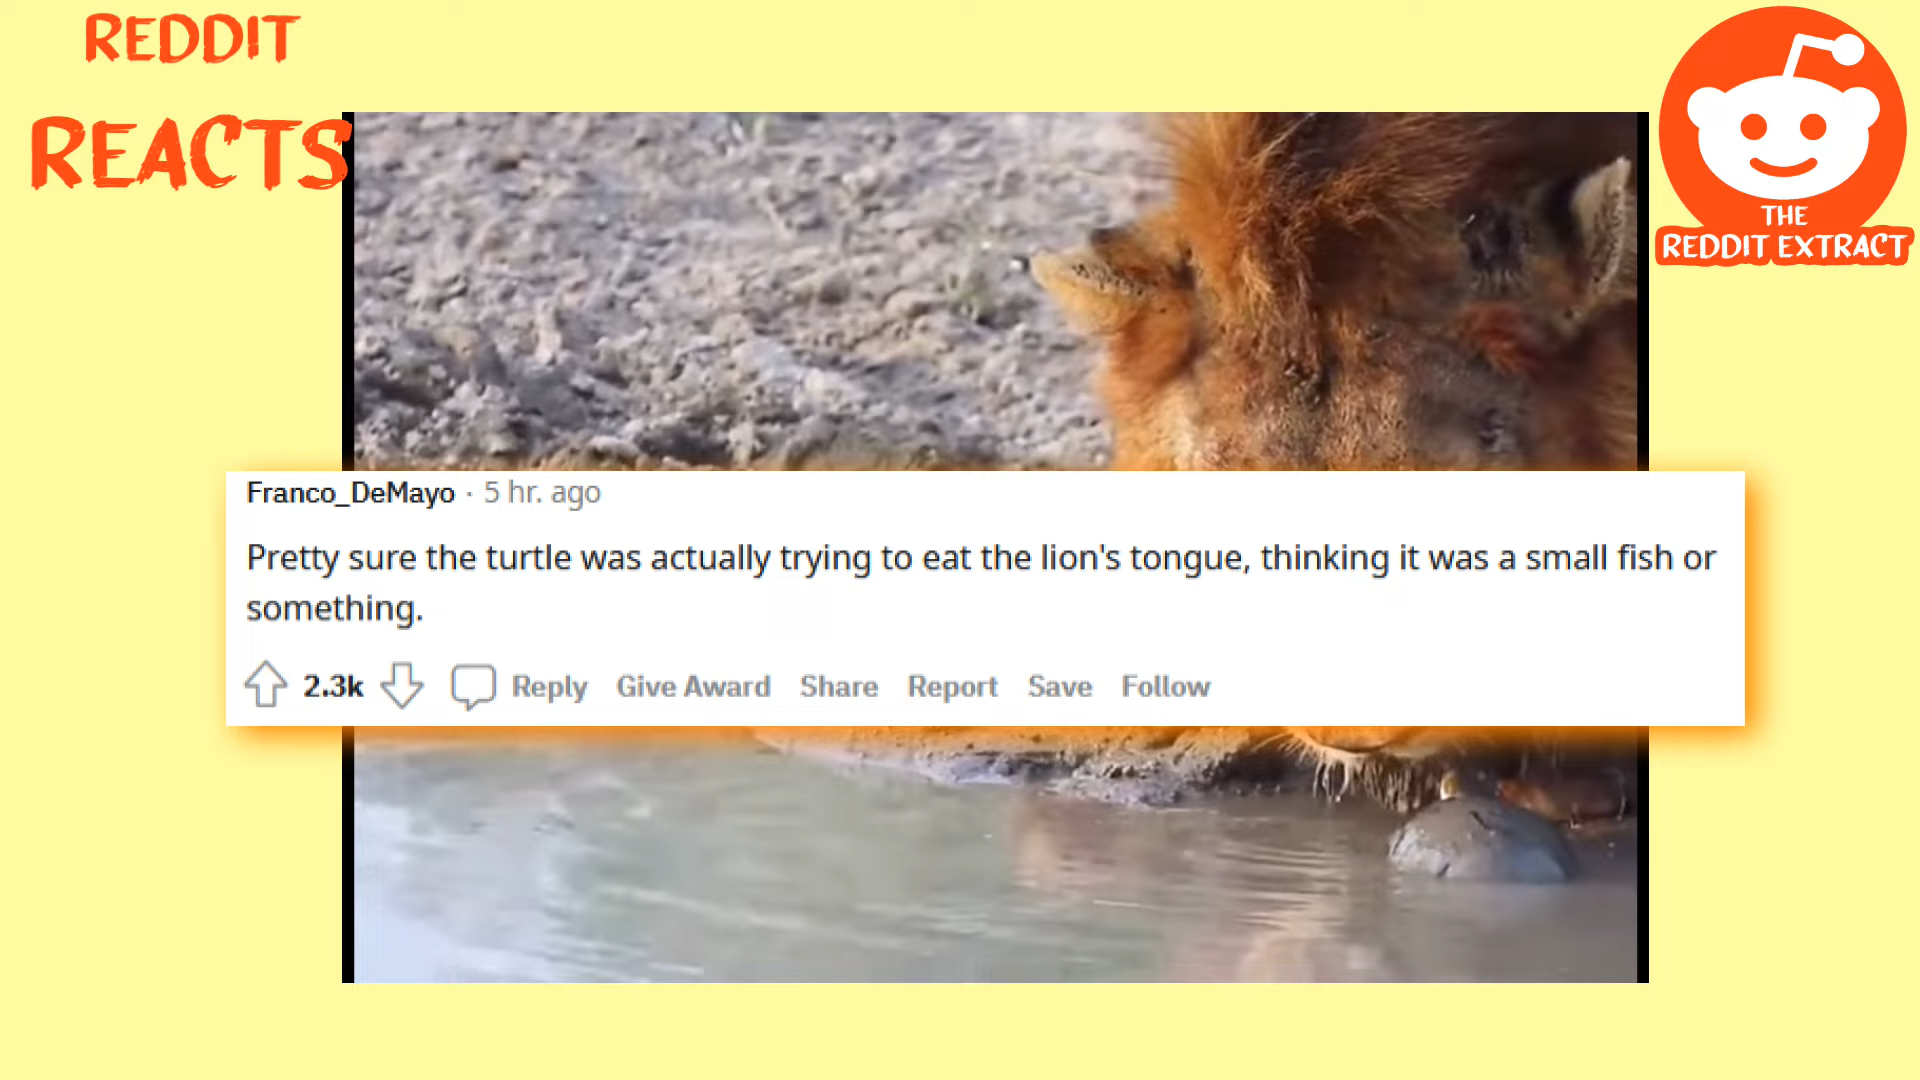 REDDIT
REACTS
THE
REDDIT EXTRACT
Franco_DeMayo · 5 hr. ago
Pretty sure the turtle was actually trying to eat the lion's tongue, thinking it was a small fish or
something.
2.3k Reply Give Award Share Report Save Follow